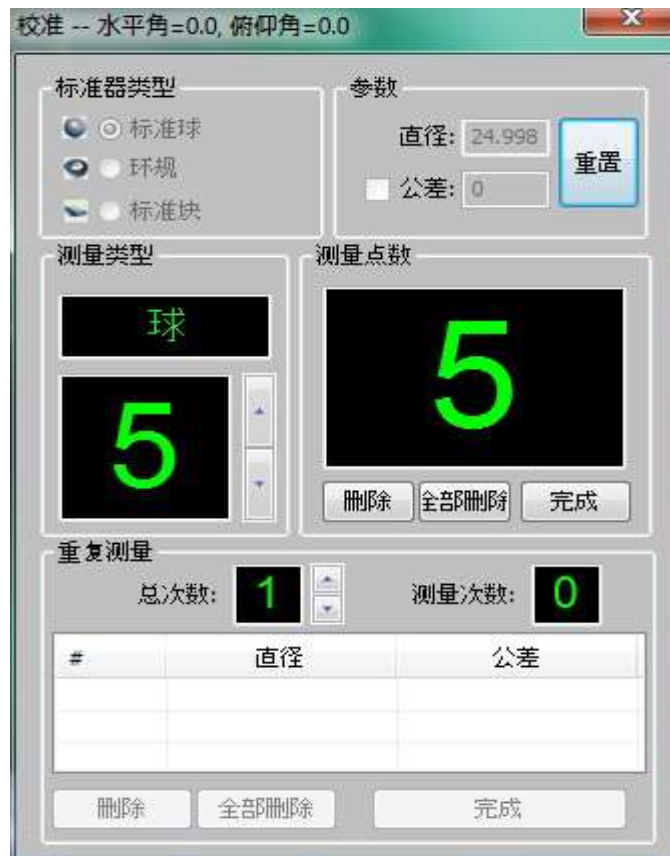 校准 -- 水平角=0.0, 俯仰角=0.0
标准器类型
标准球
环规
标准块
参数
直径: 24.998
公差: 0
重置
测量类型
球
5
测量点数
5
删除 全部删除 完成
重复测量
总次数: 1 测量次数: 0
# 直径 公差
删除 全部删除 完成